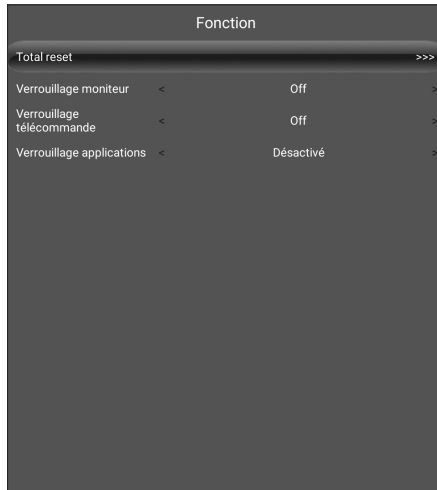 Fonction
Total reset >>>
Verrouillage moniteur < Off >
Verrouillage
télécommande < Off >
Verrouillage applications < Désactivé >